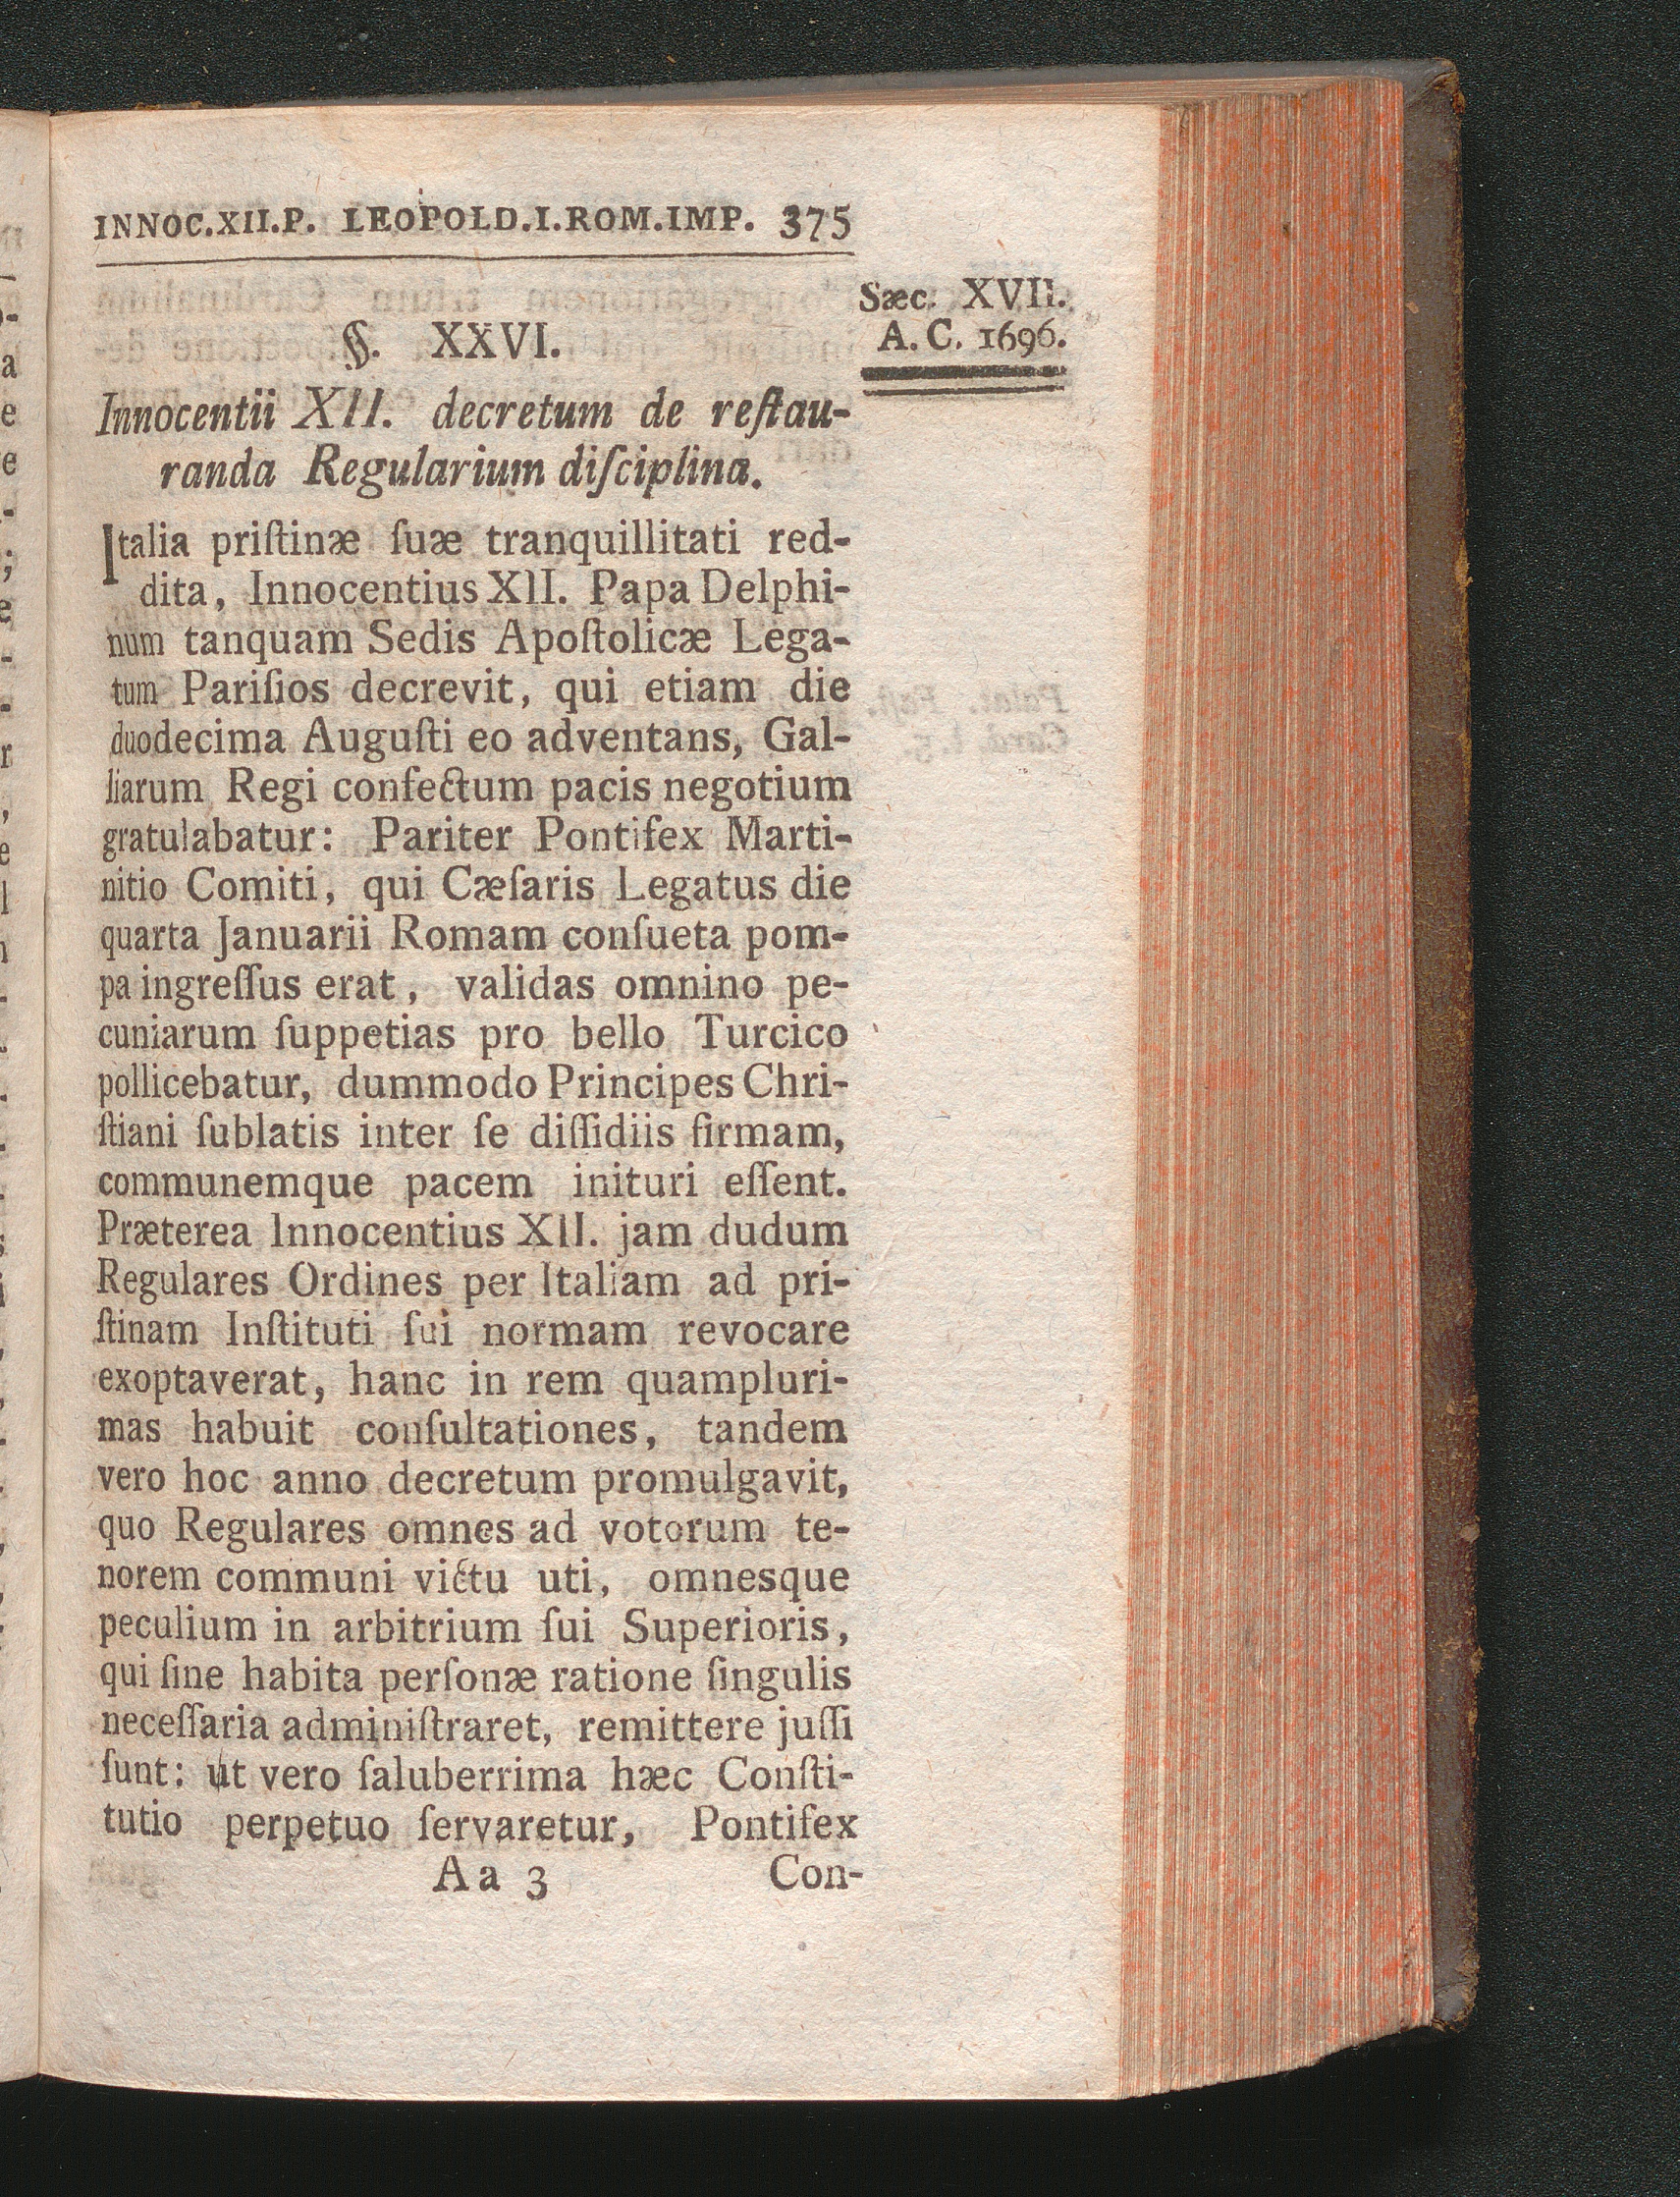 INNOC.XII.P. LEOPOLD.I.ROM.IMP. 375
Sæc. XVII.
A. C. 1696.
§. XXVI.
Innocentii XII. decretum de reſtau-
randa Regularium diſciplina.
Italia priſtinæ ſuæ tranquillitati red-
dita, Innocentius XII. Papa Delphi-
num tanquam Sedis Apoſtolicæ Lega-
tum Pariſios decrevit, qui etiam die
duodecima Auguſti eo adventans, Gal-
liarum Regi confectum pacis negotium
gratulabatur: Pariter Pontifex Marti-
nitio Comiti, qui Cæſaris Legatus die
quarta Januarii Romam conſueta pom-
pa ingreſſus erat, validas omnino pe-
cuniarum ſuppetias pro bello Turcico
pollicebatur, dummodo Principes Chri-
ſtiani ſublatis inter ſe diſſidiis firmam,
communemque pacem inituri eſſent.
Præterea Innocentius XII. jam dudum
Regulares Ordines per Italiam ad pri-
ſtinam Inſtituti ſui normam revocare
exoptaverat, hanc in rem quampluri-
mas habuit conſultationes, tandem
vero hoc anno decretum promulgavit,
quo Regulares omnes ad votorum te-
norem communi victu uti, omnesque
peculium in arbitrium ſui Superioris,
qui ſine habita perſonæ ratione ſingulis
neceſſaria adminiſtraret, remittere juſſi
ſunt: ut vero ſaluberrima hæc Conſti-
tutio perpetuo ſervaretur, Pontifex
Aa 3 Con-